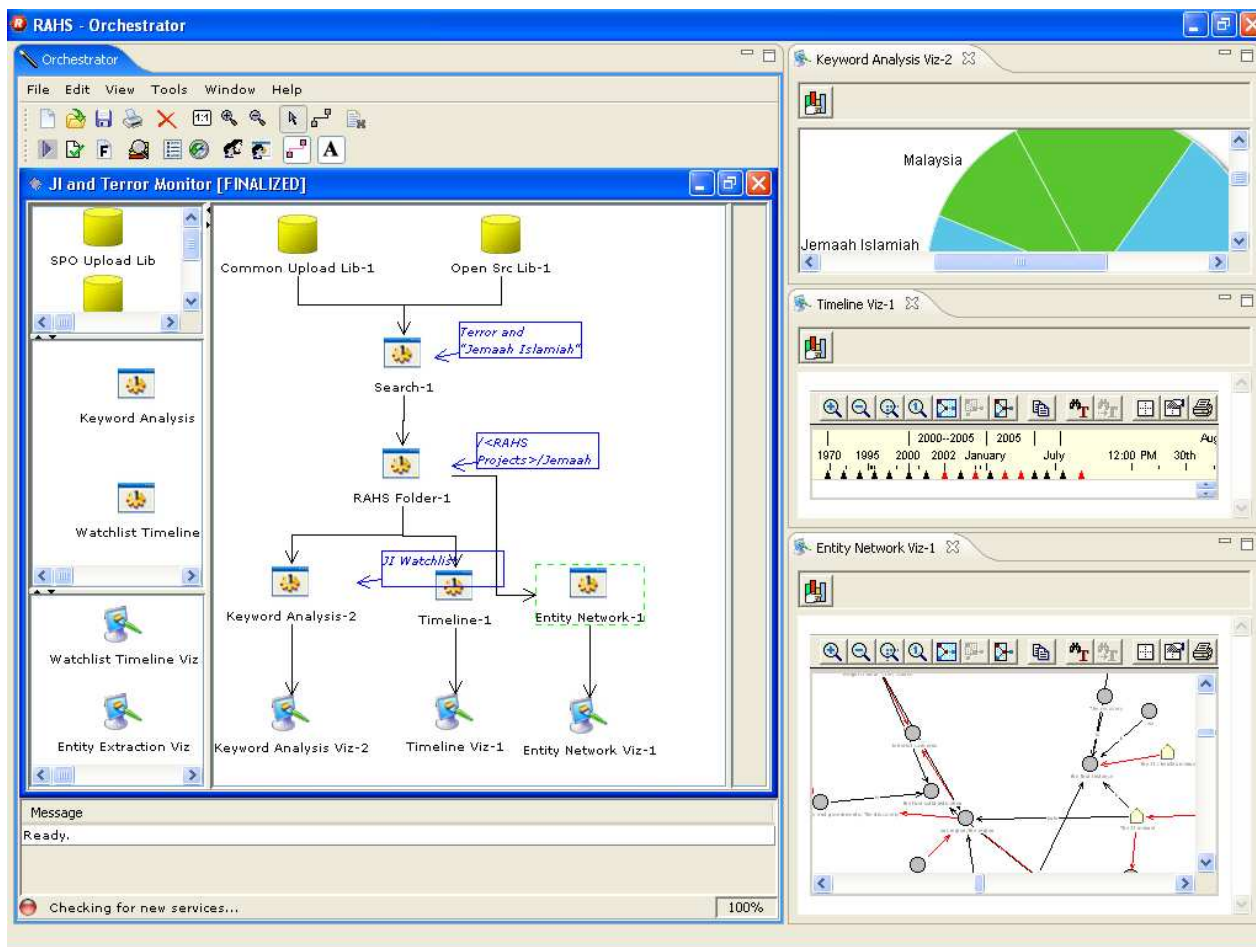 RAHS - Orchestrator
Orchestrator
File Edit View Tools Window Help
1:1
F
A
JI and Terror Monitor [FINALIZED]
SPO Upload Lib
Keyword Analysis
Watchlist Timeline
Watchlist Timeline Viz
Entity Extraction Viz
Common Upload Lib-1
Open Src Lib-1
Terror and
"Jemaah Islamiah"
Search-1
/<RAHS
Projects>/Jemaah
RAHS Folder-1
JI Watchlist
Keyword Analysis-2
Timeline-1
Entity Network-1
Keyword Analysis Viz-2
Timeline Viz-1
Entity Network Viz-1
Message
Ready.
Checking for new services...
100%
Keyword Analysis Viz-2
Malaysia
Jemaah Islamiah
Timeline Viz-1
2000--2005 2005 Aug
1970 1995 2000 2002 January July 12:00 PM 30th
Entity Network Viz-1